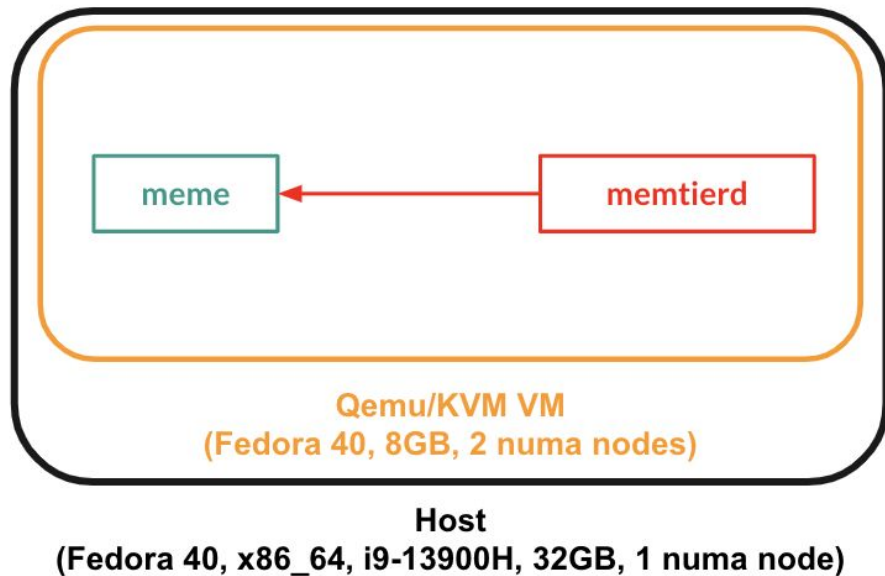 meme
memtierd
Qemu/KVM VM
(Fedora 40, 8GB, 2 numa nodes)
Host
(Fedora 40, x86_64, i9-13900H, 32GB, 1 numa node)